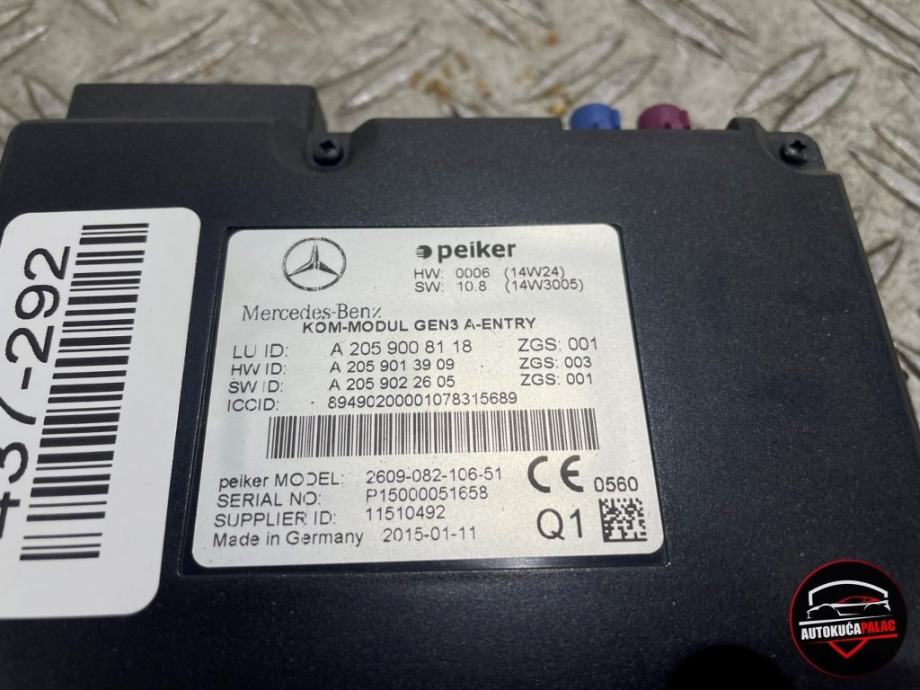 437-292
peiker
HW: 0006 (14W24)
SW: 10.8 (14W3005)
Mercedes-Benz
KOM-MODUL GEN3 A-ENTRY
LU ID: A 205 900 81 18 ZGS: 001
HW ID: A 205 901 39 09 ZGS: 003
SW ID: A 205 902 26 05 ZGS: 001
ICCID: 89490200001078315689
peiker MODEL: 2609-082-106-51
SERIAL NO: P15000051658
SUPPLIER ID: 11510492
Made in Germany 2015-01-11
CE 0560
Q1
AUTOKUĆA PALAC